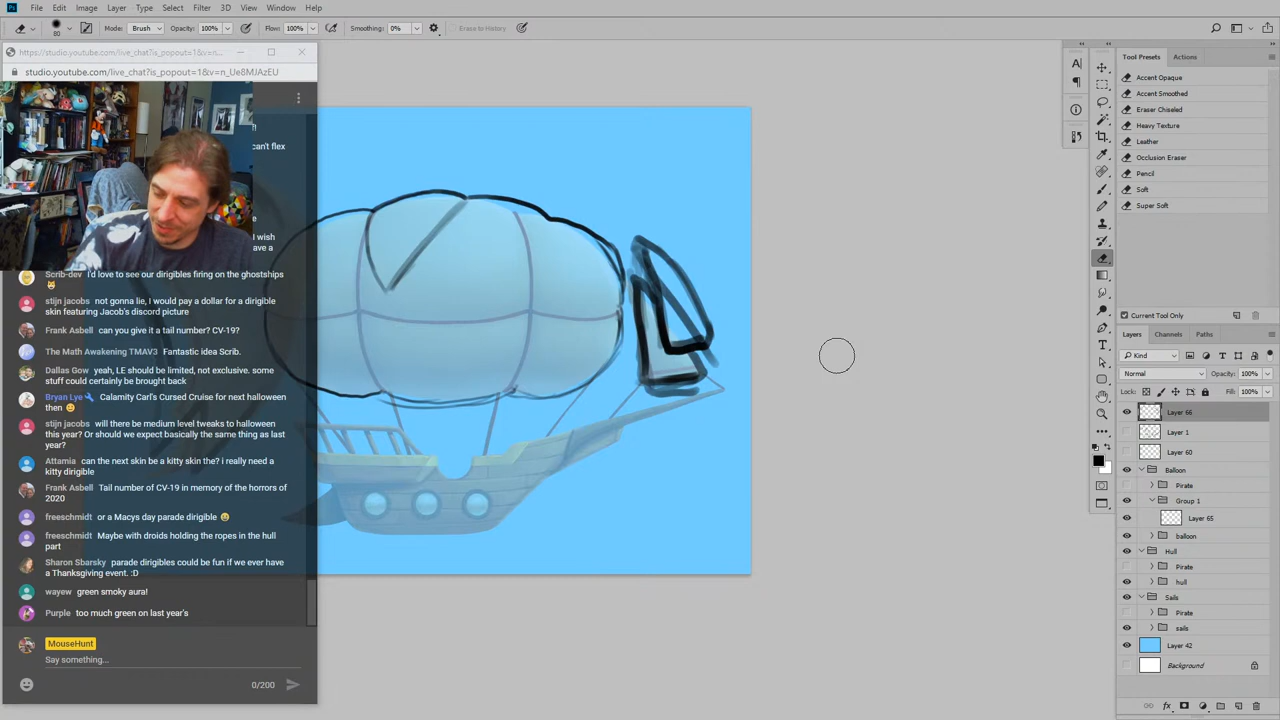 Ps File Edit Image Layer Type Select Filter 3D View Window Help
80 Mode: Brush Opacity: 100% Flow: 100% Smoothing: 0% Erase to History
https://studio.youtube.com/live_chat?is_popout=1&v=n...
studio.youtube.com/live_chat?is_popout=1&v=n_Ue8MJAzEU
can't flex
I wish
ave a
Scrib-dev I'd love to see our dirigibles firing on the ghostships
stijn jacobs not gonna lie, i would pay a dollar for a dirigible
skin featuring Jacob's discord picture
Frank Asbell can you give it a tail number? CV-19?
The Math Awakening TMAV3 Fantastic idea Scrib.
Dallas Gow yeah, LE should be limited, not exclusive. some
stuff could certainly be brought back
Bryan Lye Calamity Carl's Cursed Cruise for next halloween
then
stijn jacobs will there be medium level tweaks to halloween
this year? Or should we expect basically the same thing as last
year?
Attamia can the next skin be a kitty skin the? i really need a
kitty dirigible
Frank Asbell Tail number of CV-19 in memory of the horrors of
2020
freeschmidt or a Macys day parade dirigible
freeschmidt Maybe with droids holding the ropes in the hull
part
Sharon Sbarsky parade dirigibles could be fun if we ever have
a Thanksgiving event. :D
wayew green smoky aura!
Purple too much green on last year's
MouseHunt
Say something...
0/200
Tool Presets Actions
Accent Opaque
Accent Smoothed
Eraser Chiseled
Heavy Texture
Leather
Occlusion Eraser
Pencil
Soft
Super Soft
Current Tool Only
Layers Channels Paths
Kind
Normal Opacity: 100%
Lock: Fill: 100%
Layer 66
Layer 1
Layer 60
Balloon
Pirate
Group 1
Layer 65
balloon
Hull
Pirate
hull
Sails
Pirate
sails
Layer 42
Background